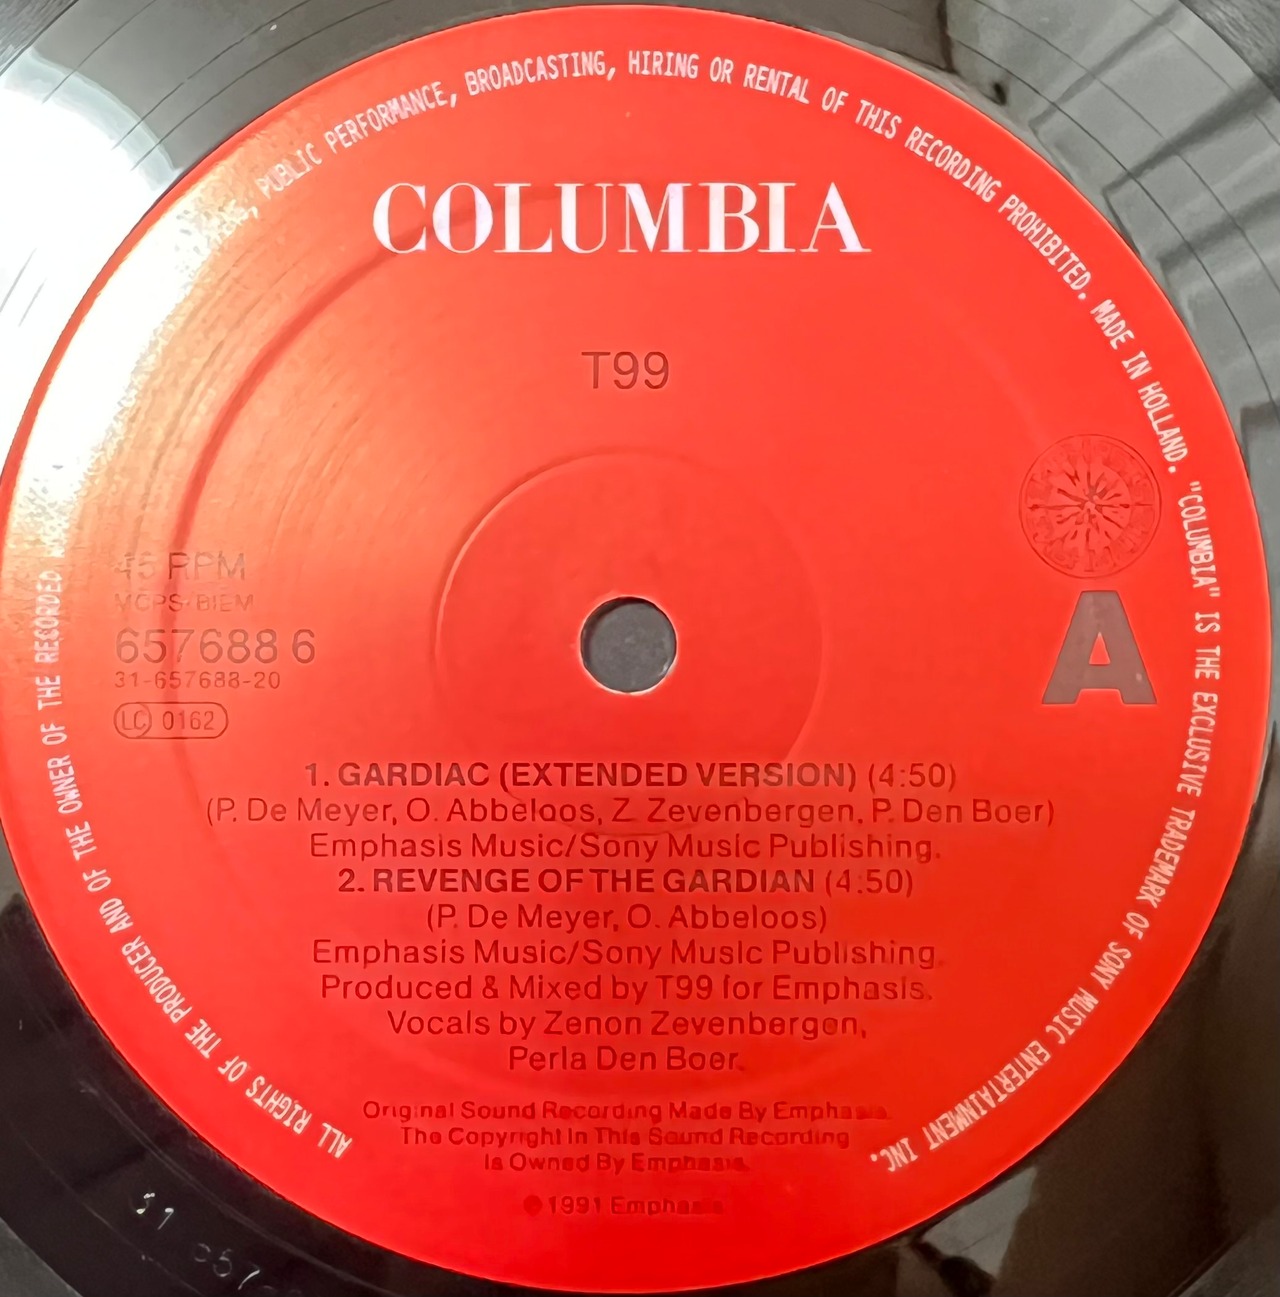 ALL RIGHTS OF THE PRODUCER AND OF THE OWNER OF THE RECORDED
PUBLIC PERFORMANCE, BROADCASTING, HIRING OR RENTAL OF THIS RECORDING PROHIBITED. MADE IN HOLLAND. "COLUMBIA" IS THE EXCLUSIVE TRADEMARK OF SONY MUSIC ENTERTAINMENT INC.
COLUMBIA
T99
45 RPM
MCPS/BIEM
657688 6
31-657688-20
LC 0162
A
1. GARDIAC (EXTENDED VERSION) (4:50)
(P. De Meyer, O. Abbeloos, Z. Zevenbergen, P. Den Boer)
Emphasis Music/Sony Music Publishing.
2. REVENGE OF THE GARDIAN (4:50)
(P. De Meyer, O. Abbeloos)
Emphasis Music/Sony Music Publishing.
Produced & Mixed by T99 for Emphasis.
Vocals by Zenon Zevenbergen,
Perla Den Boer.
Original Sound Recording Made By Emphasis.
The Copyright In This Sound Recording
Is Owned By Emphasis.
℗ 1991 Emphasis